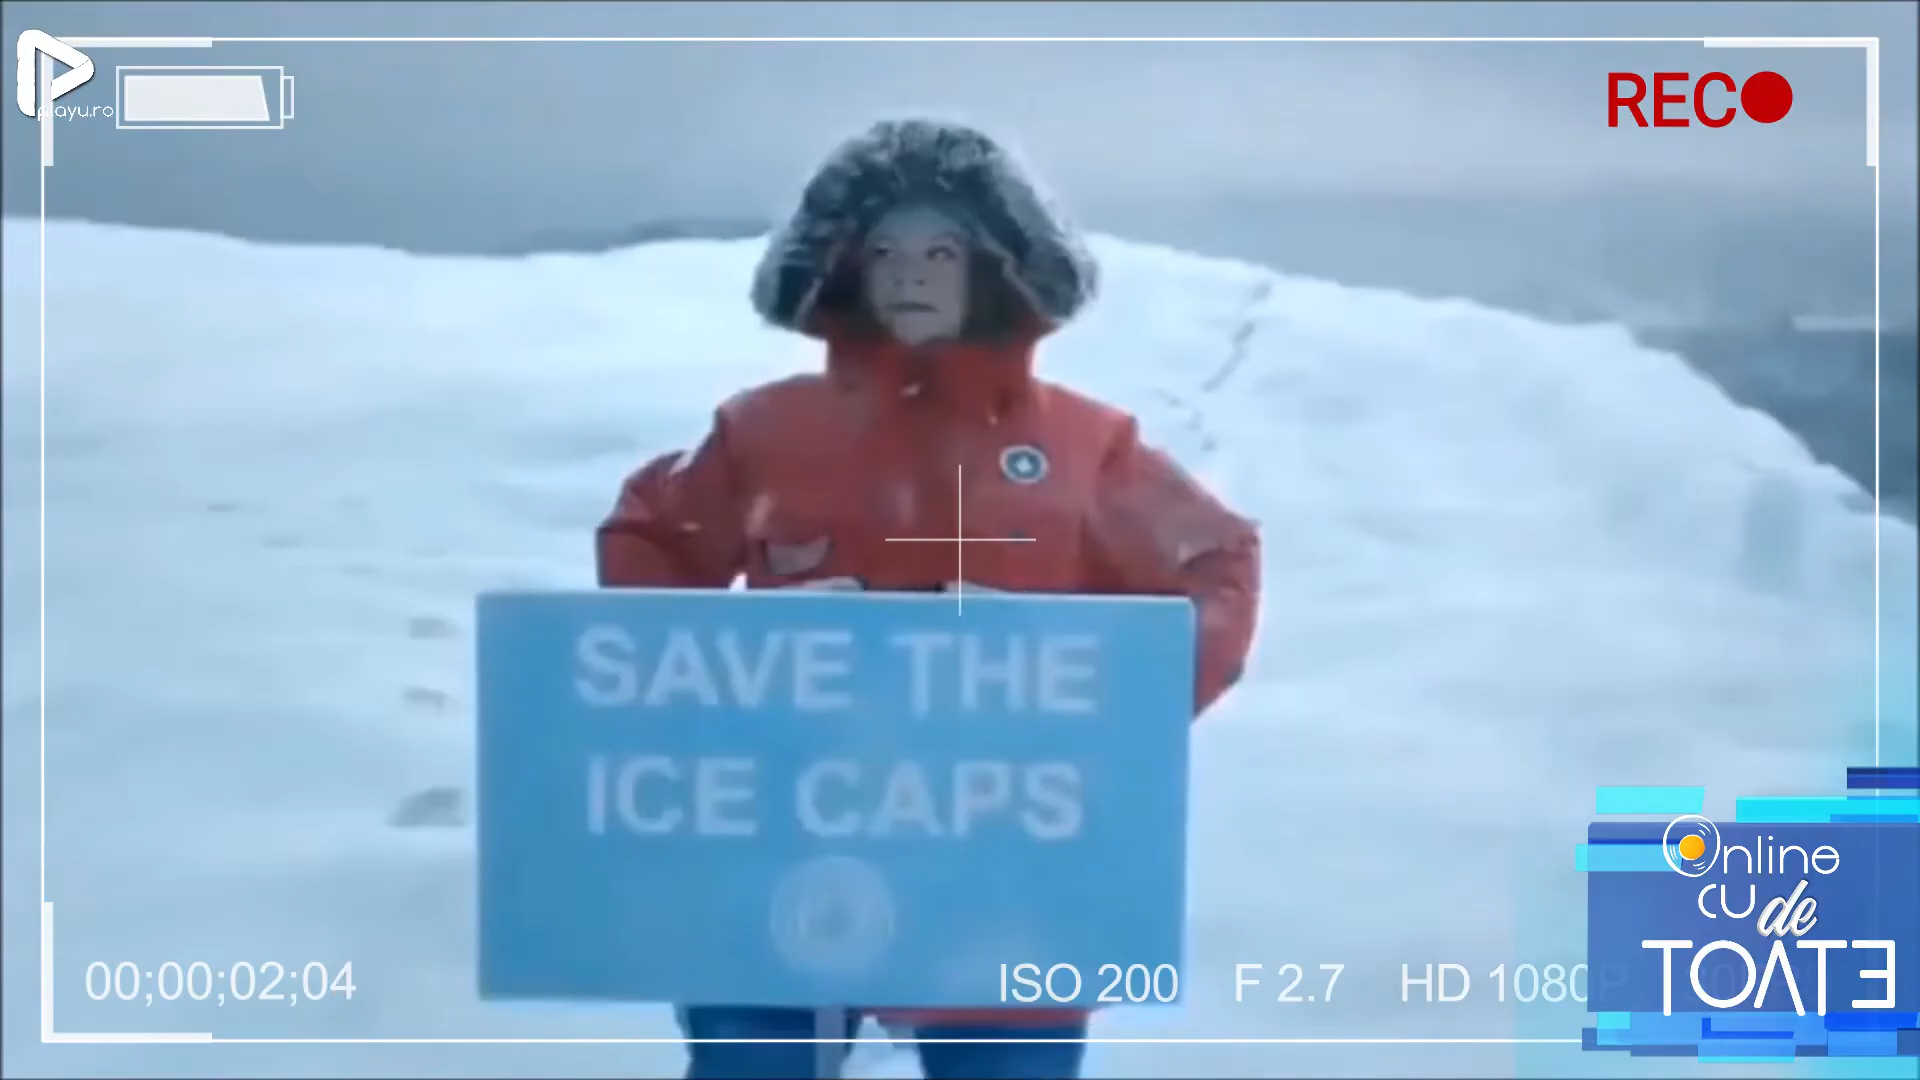 playu.ro
REC
SAVE THE
ICE CAPS
00;00;02;04
ISO 200 F 2.7 HD 1080P
Online
cu de
TOATE